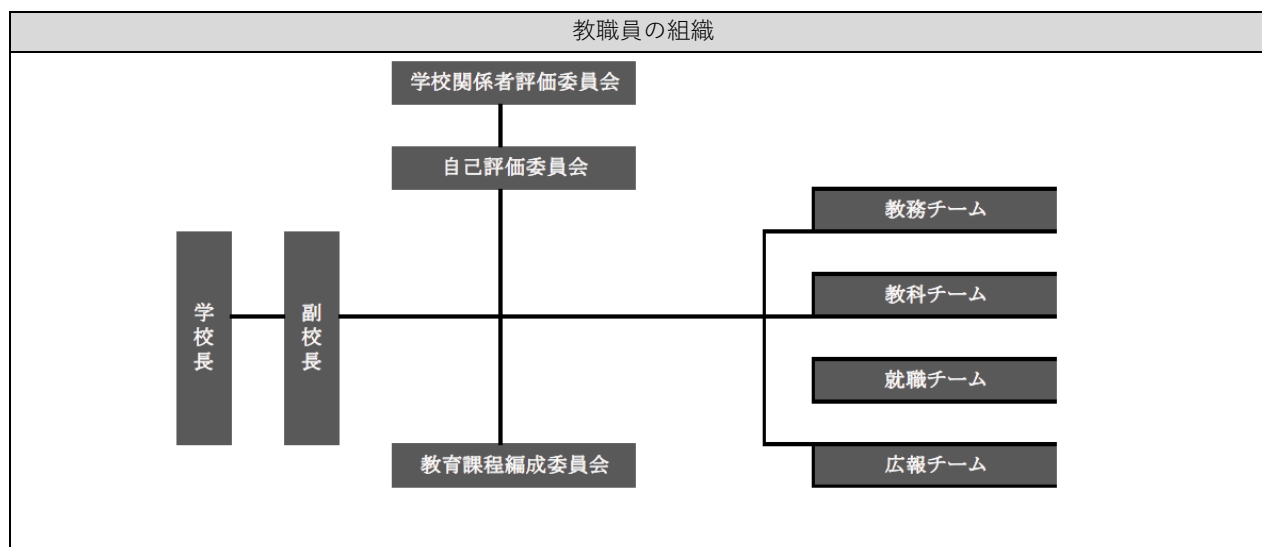 教職員の組織
学校関係者評価委員会
自己評価委員会
学校長
副校長
教務チーム
教科チーム
就職チーム
広報チーム
教育課程編成委員会